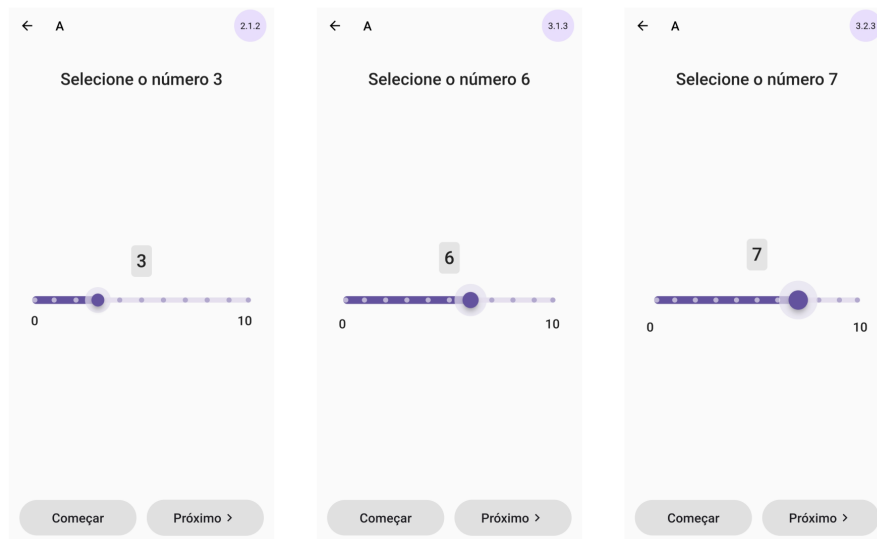 A
2.1.2
Selecione o número 3
3
0
10
Começar
Próximo >
A
3.1.3
Selecione o número 6
6
0
10
Começar
Próximo >
A
3.2.3
Selecione o número 7
7
0
10
Começar
Próximo >